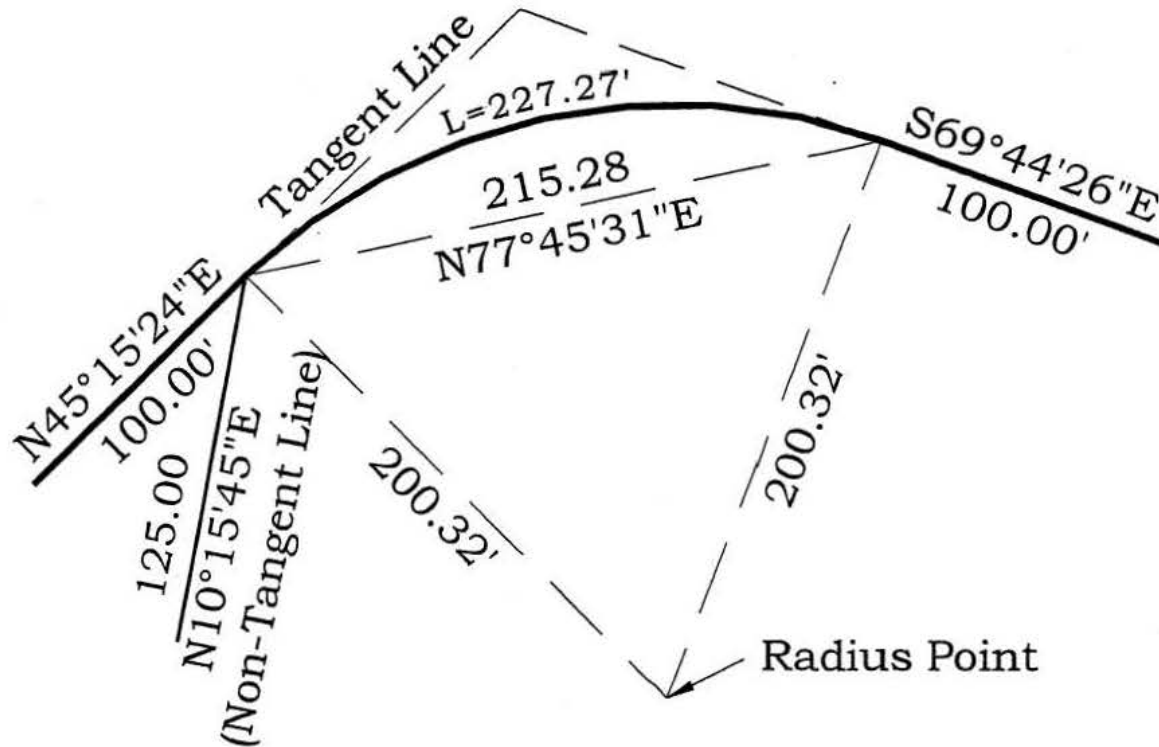 Tangent Line
L=227.27'
S69°44'26"E
100.00'
215.28
N77°45'31"E
N45°15'24"E
100.00'
125.00
N10°15'45"E
(Non-Tangent Line)
200.32'
200.32'
Radius Point